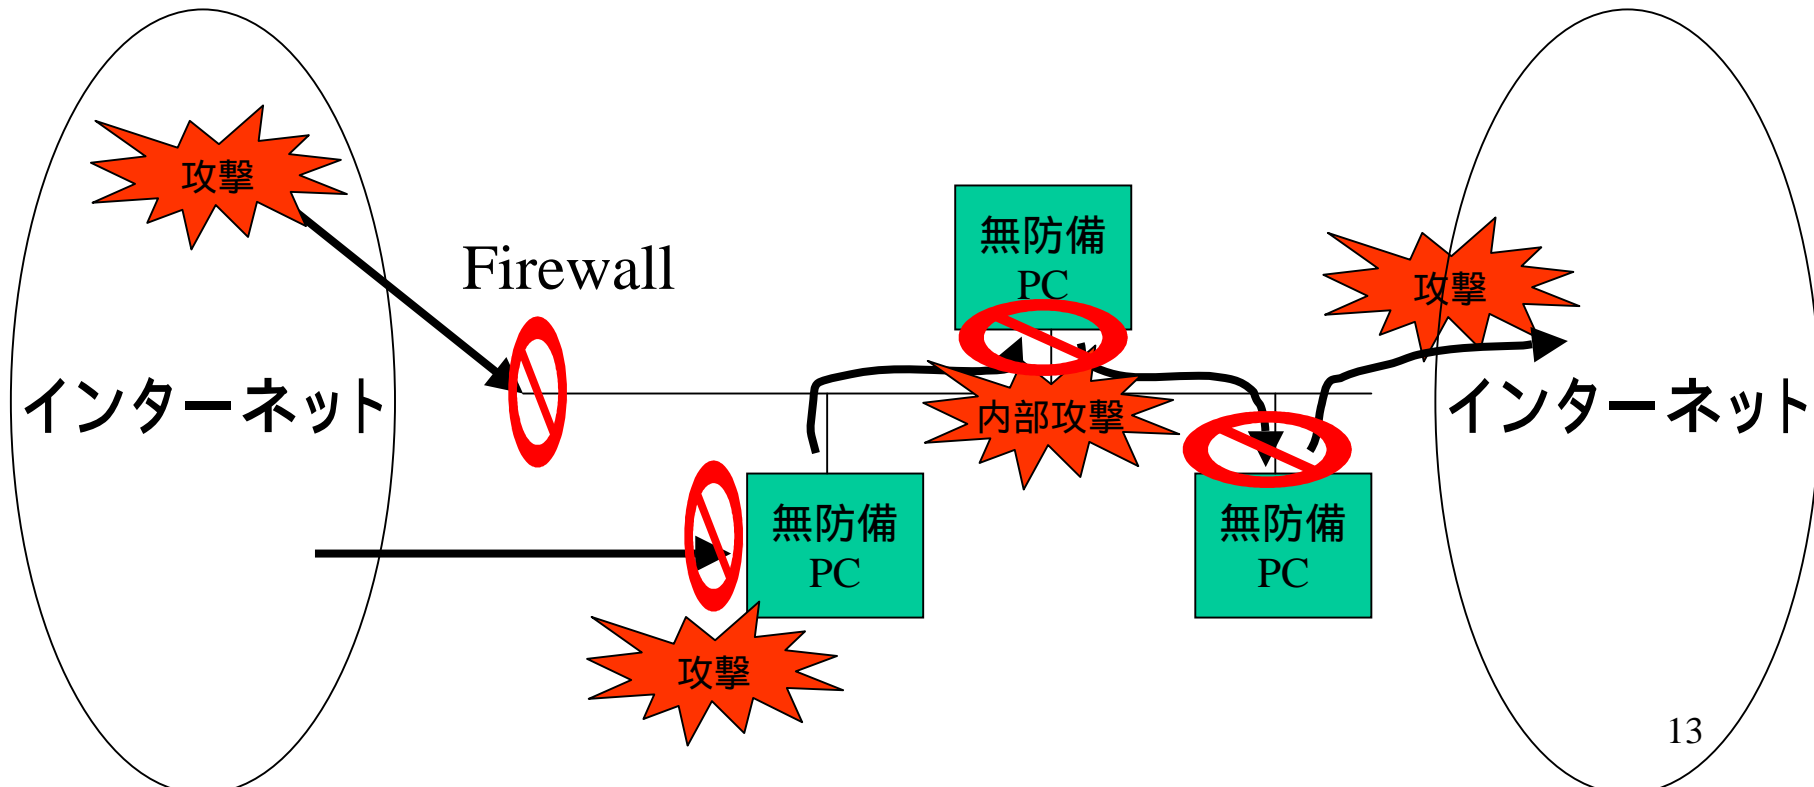 攻撃
Firewall
インターネット
無防備
PC
攻撃
内部攻撃
インターネット
無防備
PC
無防備
PC
攻撃
13